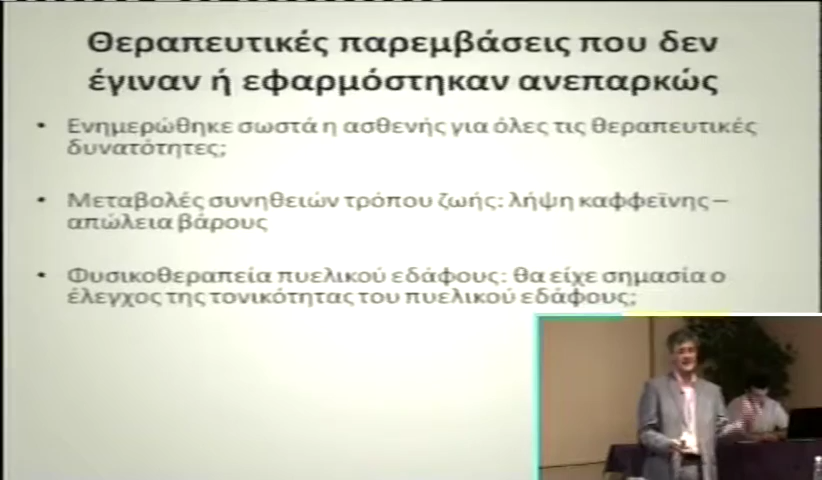 Θεραπευτικές παρεμβάσεις που δεν
έγιναν ή εφαρμόστηκαν ανεπαρκώς
• Ενημερώθηκε σωστά η ασθενής για όλες τις θεραπευτικές
δυνατότητες;
• Μεταβολές συνηθειών τρόπου ζωής: λήψη καφφεϊνης –
απώλεια βάρους
• Φυσικοθεραπεία πυελικού εδάφους: θα είχε σημασία ο
έλεγχος της τονικότητας του πυελικού εδάφους;